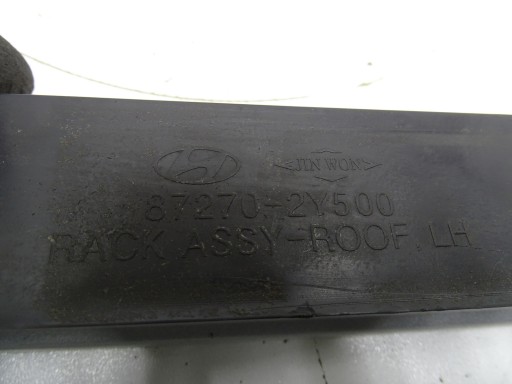 JIN WON
87270-2Y500
RACK ASSY-ROOF. LH